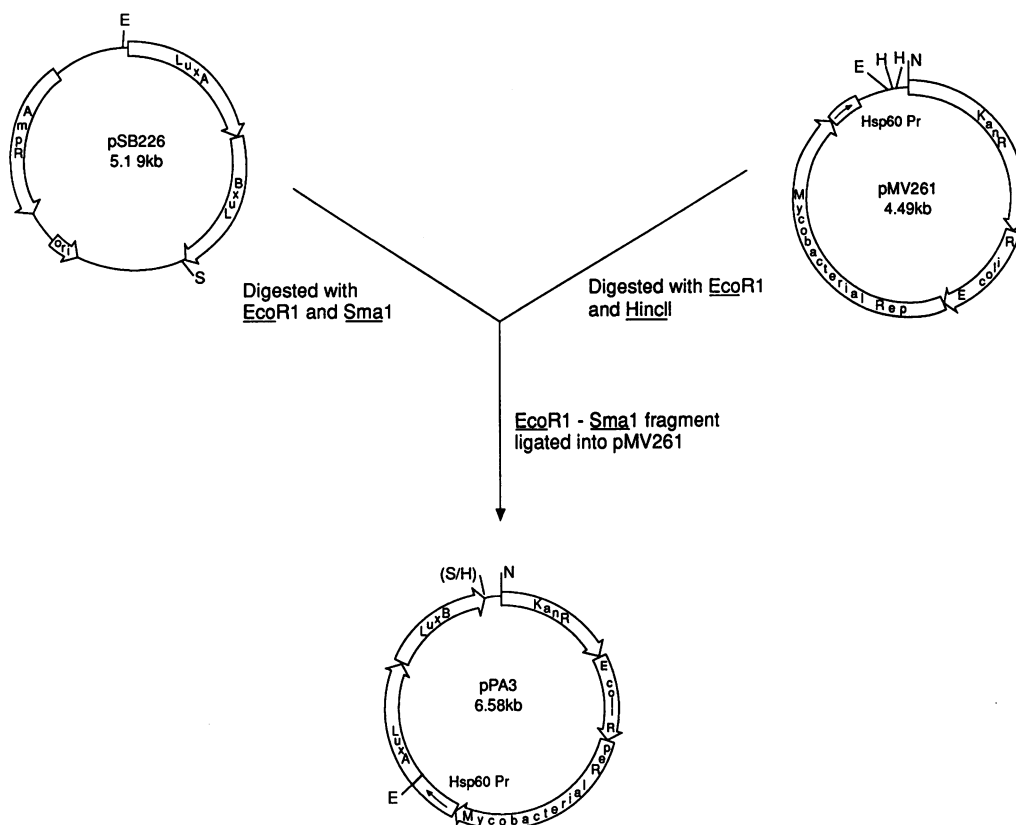 E
LuxA
AmpR
pSB226
5.1 9kb
LuxB
ori
S
E
H
H
N
Hsp60 Pr
KanR
pMV261
4.49kb
Mycobacterial Rep
E coli R
Digested with
EcoR1 and Sma1
Digested with EcoR1
and HincII
EcoR1 - Sma1 fragment
ligated into pMV261
(S/H)
N
LuxB
KanR
pPA3
6.58kb
E co R
LuxA
Hsp60 Pr
E
Mycobacterial Rep